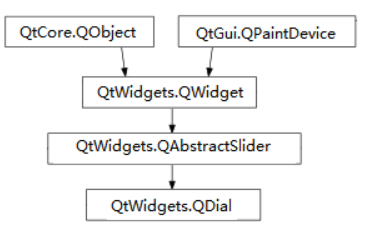 QtCore.QObject
QtGui.QPaintDevice
QtWidgets.QWidget
QtWidgets.QAbstractSlider
QtWidgets.QDial